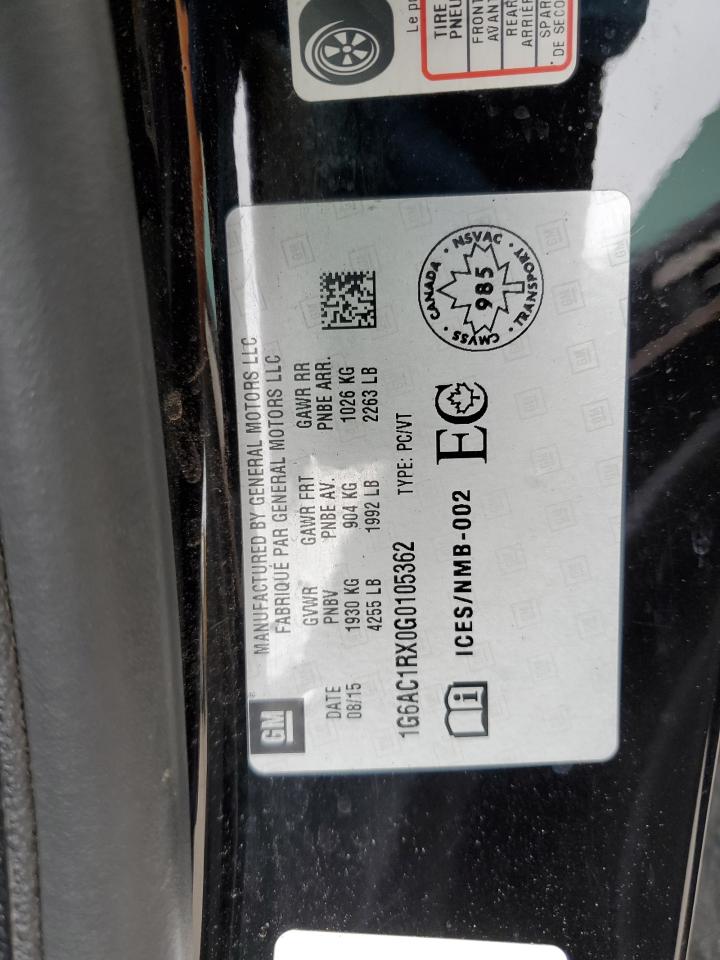 Le p
TIRE
PNEU
FRONT
AVANT
REAR
ARRIÈRE
SPARE
DE SECO
GM
MANUFACTURED BY GENERAL MOTORS LLC
FABRIQUÉ PAR GENERAL MOTORS LLC
DATE GVWR GAWR FRT GAWR RR
PNBV PNBE AV. PNBE ARR.
08/15 1930 KG 904 KG 1026 KG
4255 LB 1992 LB 2263 LB
1G6AC1RX0G0105362 TYPE: PC/VT
i ICES/NMB-002 EC
CANADA · NSVAC · TRANSPORT · CMVSS
985